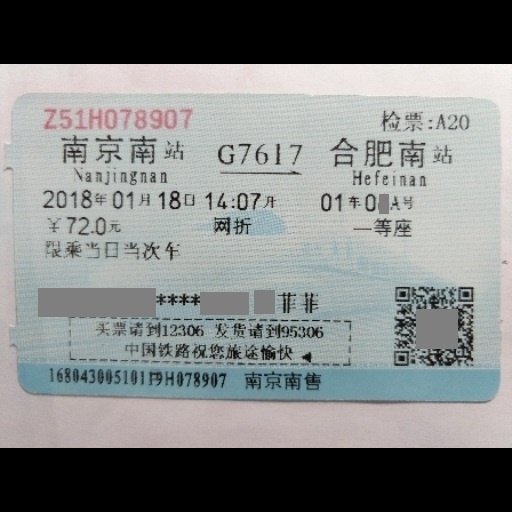 Z51H078907
检票:A20
南京南站 G7617 合肥南站
Nanjingnan Hefeinan
2018年01月18日14:07开 01车0 A号
￥72.0元 网折 一等座
限乘当日当次车
**** 菲菲
买票请到12306 发货请到95306
中国铁路祝您旅途愉快
16804300510119H078907 南京南售